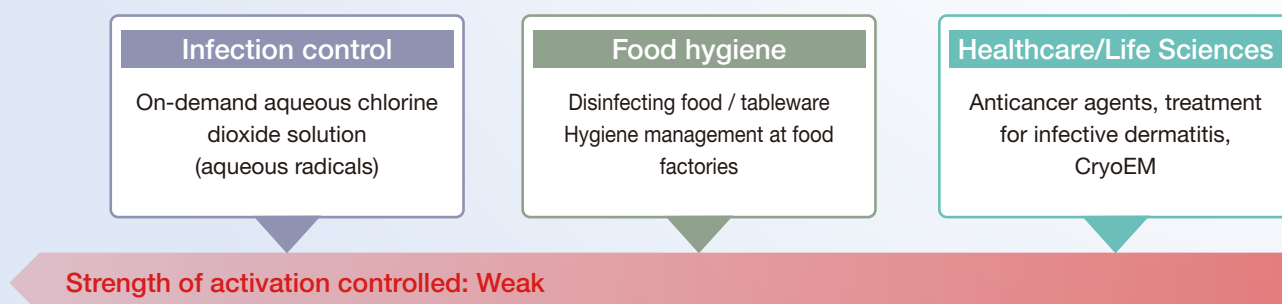 Infection control
On-demand aqueous chlorine
dioxide solution
(aqueous radicals)
Food hygiene
Disinfecting food / tableware
Hygiene management at food
factories
Healthcare/Life Sciences
Anticancer agents, treatment
for infective dermatitis,
CryoEM
Strength of activation controlled: Weak